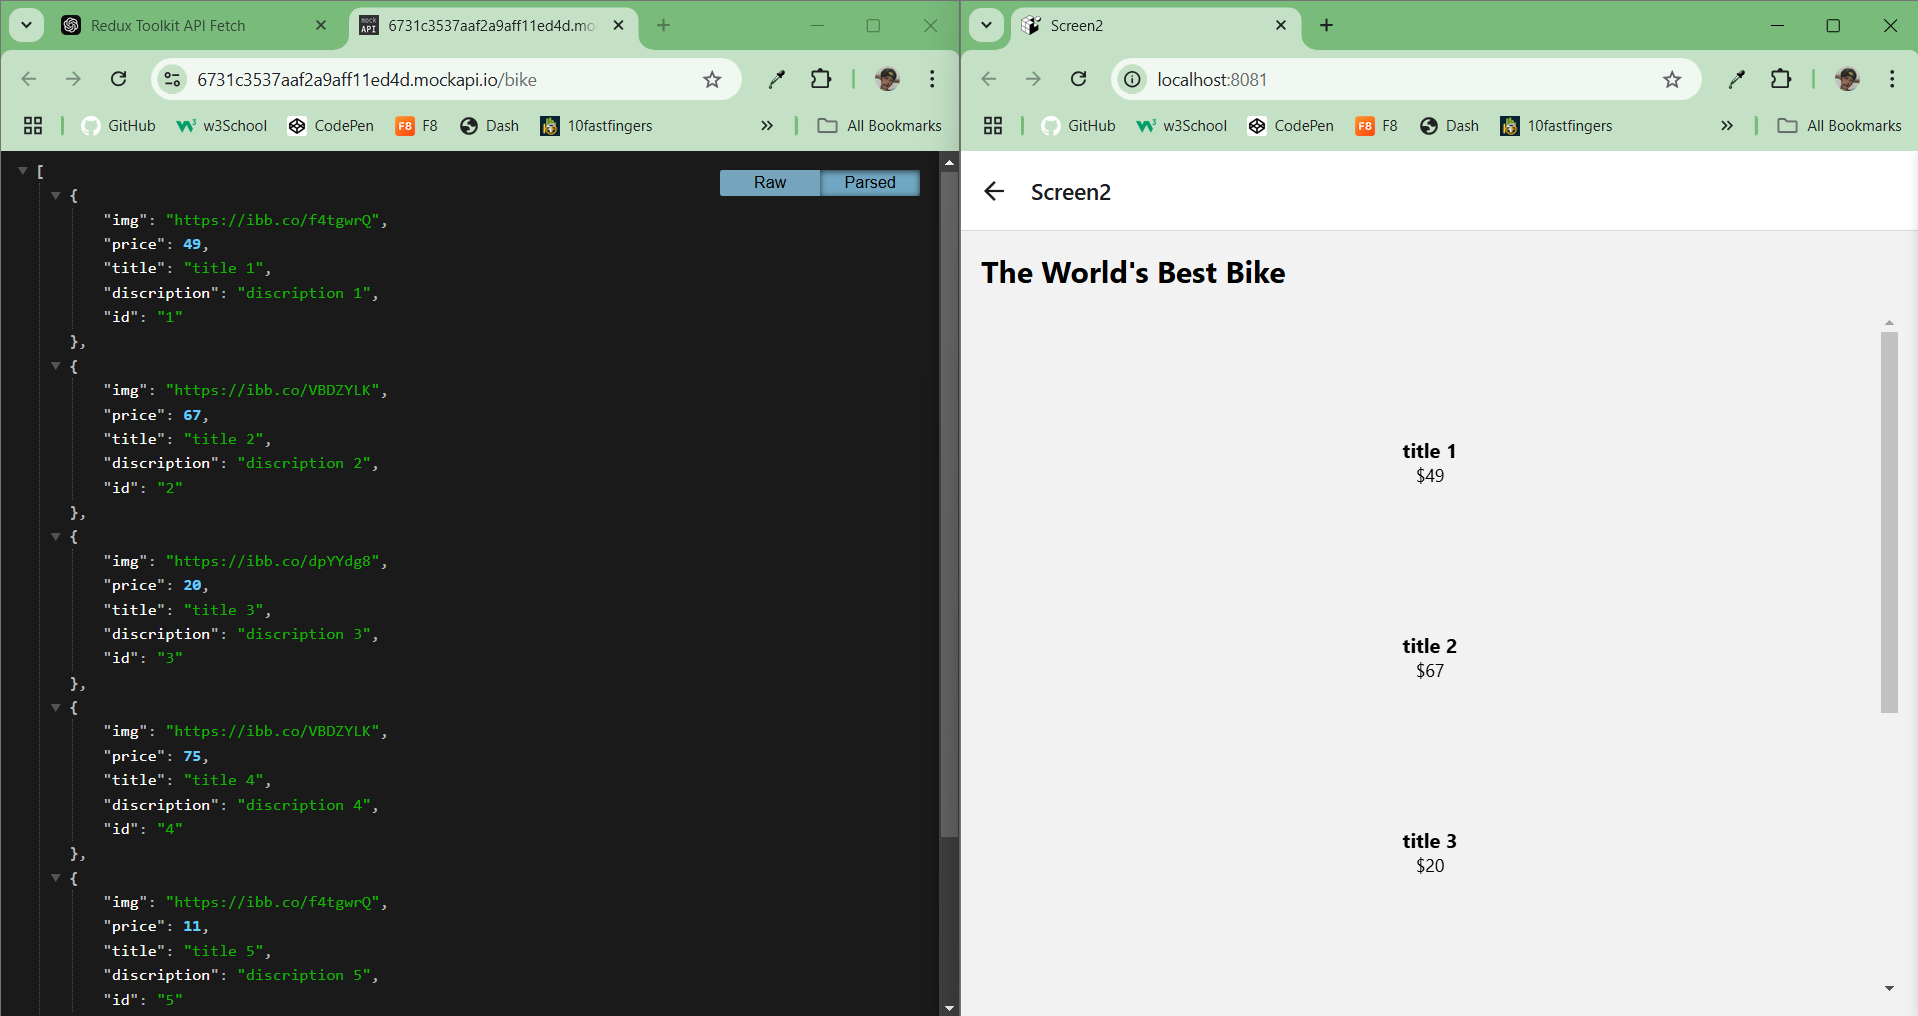 Redux Toolkit API Fetch
6731c3537aaf2a9aff11ed4d.mo
6731c3537aaf2a9aff11ed4d.mockapi.io/bike
GitHub w3School CodePen F8 F8 Dash 10fastfingers » All Bookmarks
Raw Parsed
[
{
"img": "https://ibb.co/f4tgwrQ",
"price": 49,
"title": "title 1",
"discription": "discription 1",
"id": "1"
},
{
"img": "https://ibb.co/VBDZYLK",
"price": 67,
"title": "title 2",
"discription": "discription 2",
"id": "2"
},
{
"img": "https://ibb.co/dpYYdg8",
"price": 20,
"title": "title 3",
"discription": "discription 3",
"id": "3"
},
{
"img": "https://ibb.co/VBDZYLK",
"price": 75,
"title": "title 4",
"discription": "discription 4",
"id": "4"
},
{
"img": "https://ibb.co/f4tgwrQ",
"price": 11,
"title": "title 5",
"discription": "discription 5",
"id": "5"
Screen2
localhost:8081
GitHub w3School CodePen F8 F8 Dash 10fastfingers » All Bookmarks
Screen2
The World's Best Bike
title 1
$49
title 2
$67
title 3
$20